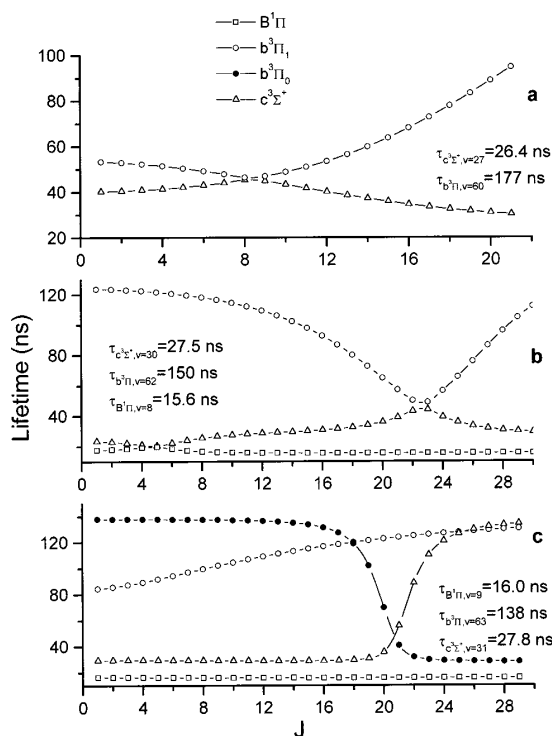 B¹Π
b³Π₁
b³Π₀
c³Σ⁺
100
80
60
40
20
0 4 8 12 16 20
a
τc³Σ⁺,v=27=26.4 ns
τb³Π,v=60=177 ns
120
80
40
0 4 8 12 16 20 24 28
b
τc³Σ⁺,v=30=27.5 ns
τb³Π,v=62=150 ns
τB¹Π,v=8=15.6 ns
Lifetime (ns)
120
80
40
0 4 8 12 16 20 24 28
c
τB¹Π,v=9=16.0 ns
τb³Π,v=63=138 ns
τc³Σ⁺,v=31=27.8 ns
J